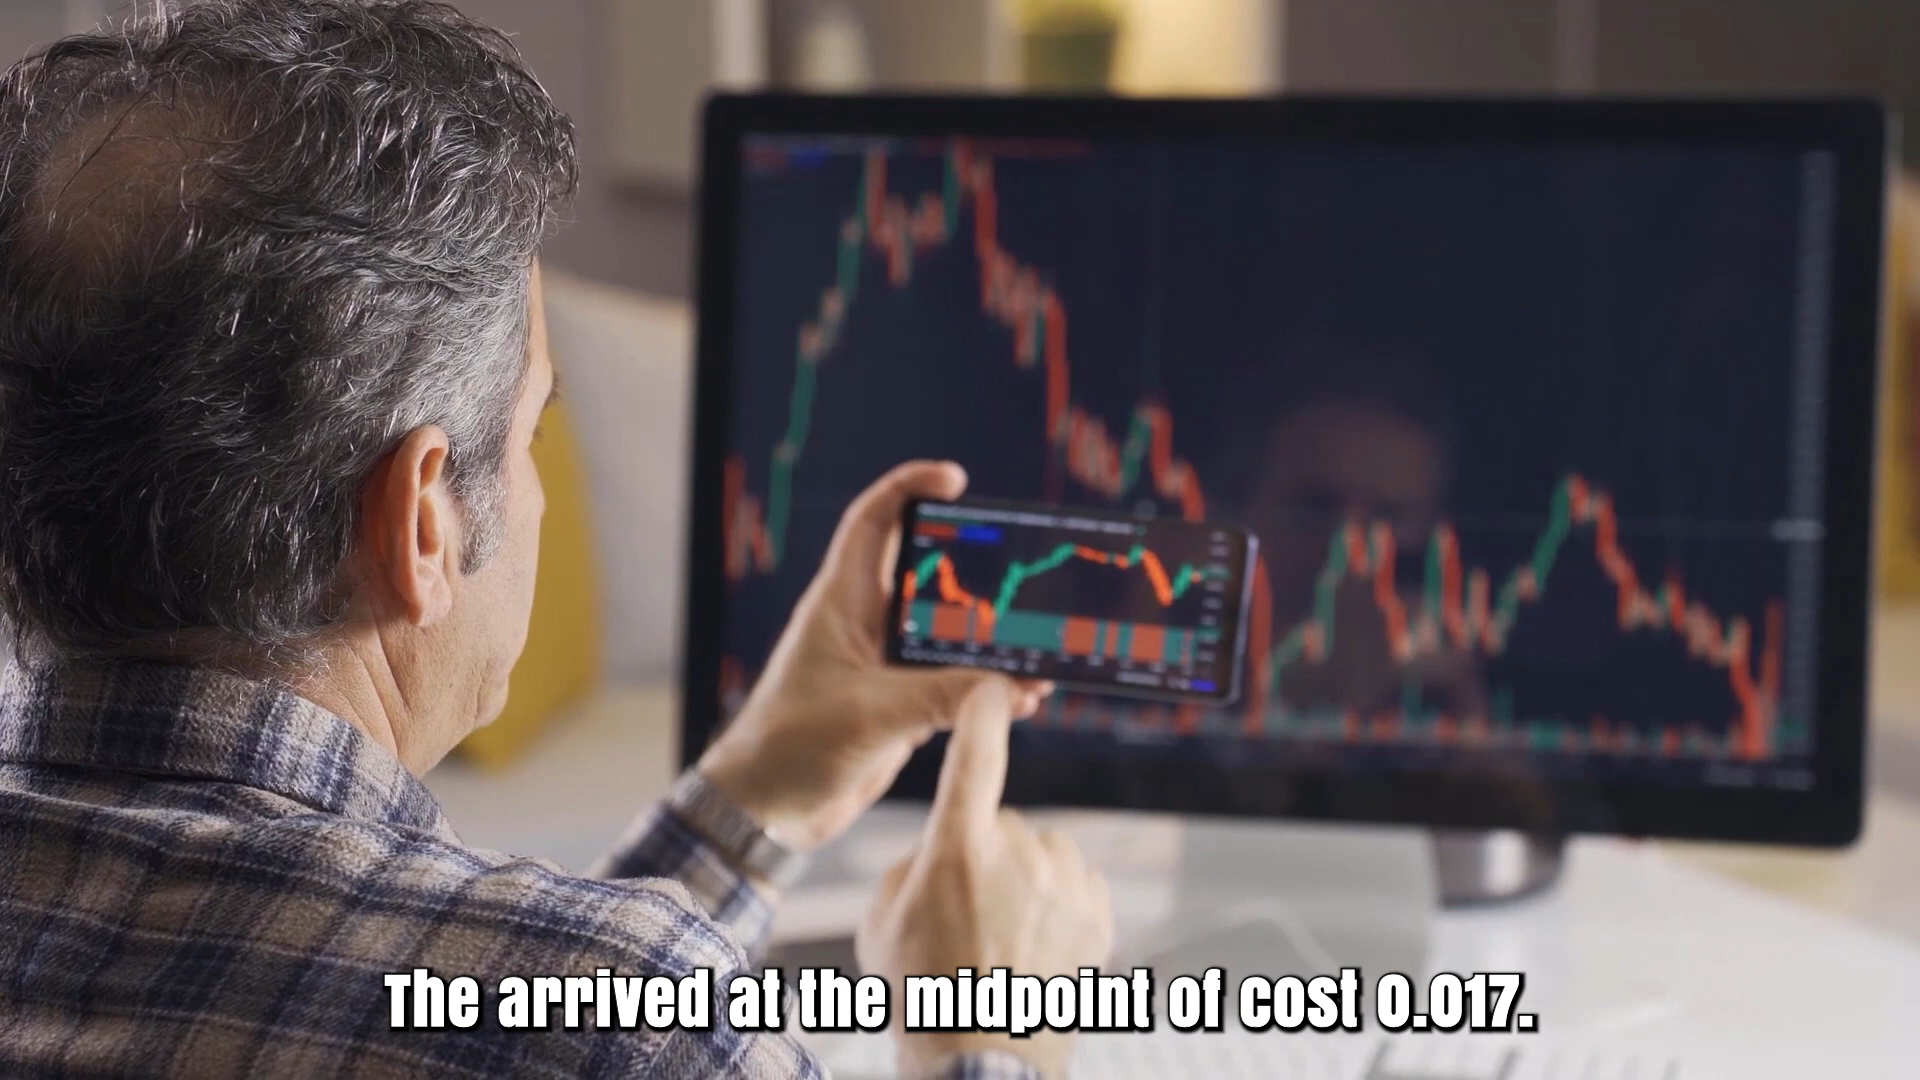 The arrived at the midpoint of cost 0.017.